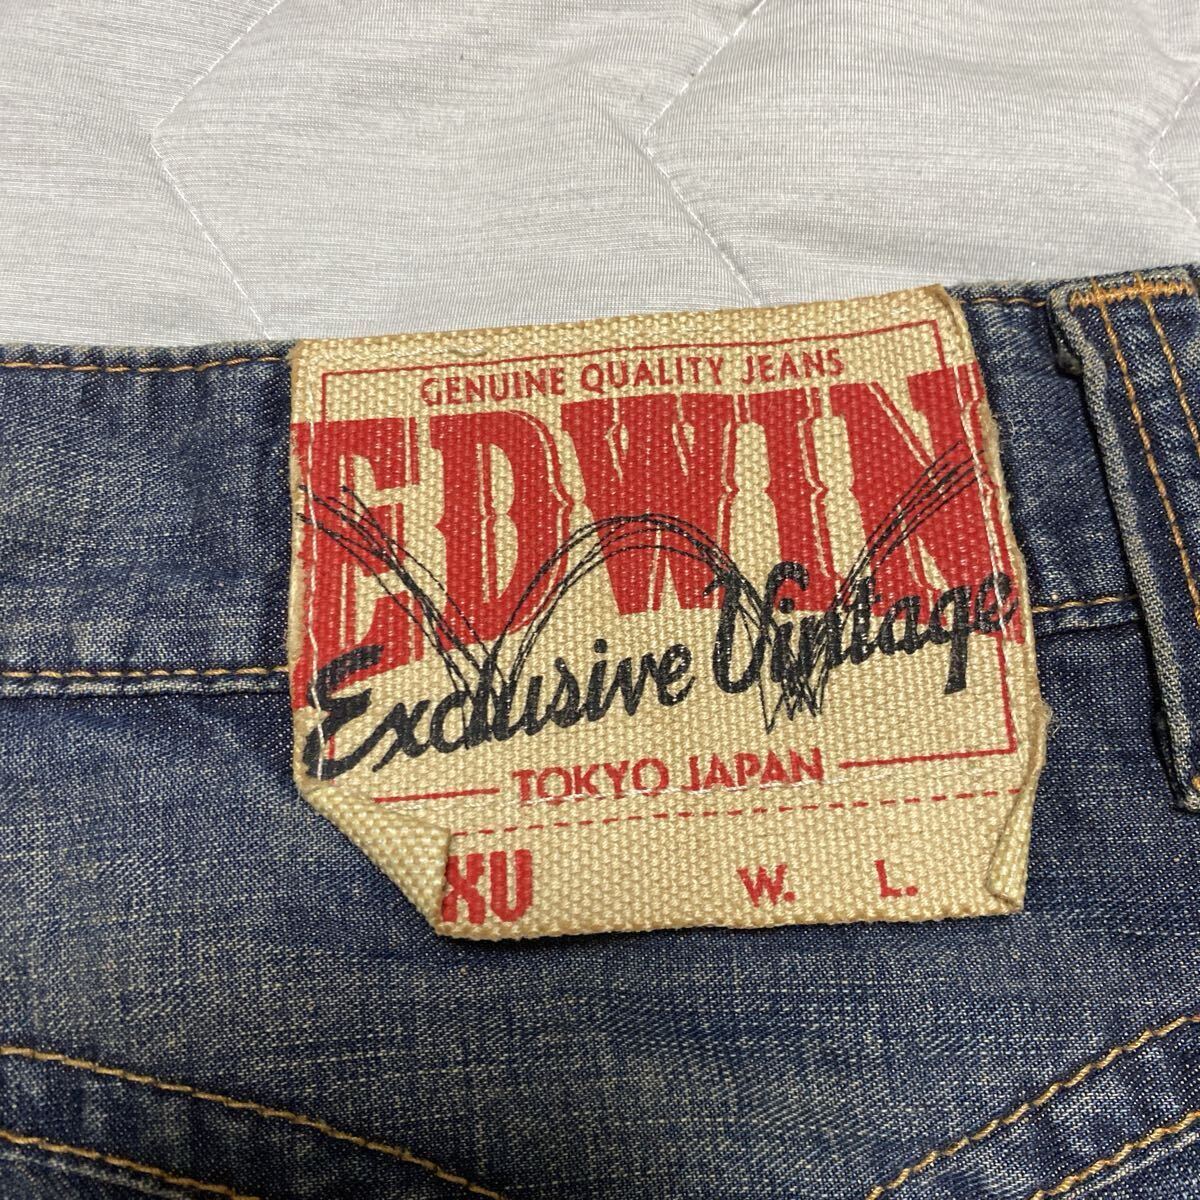 GENUINE QUALITY JEANS
EDWIN
Exclusive Vintage
TOKYO JAPAN
XU W. L.